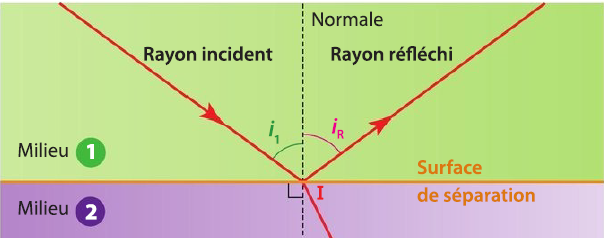 Normale
Rayon incident
Rayon réfléchi
i1
iR
Milieu 1
Surface
de séparation
I
Milieu 2